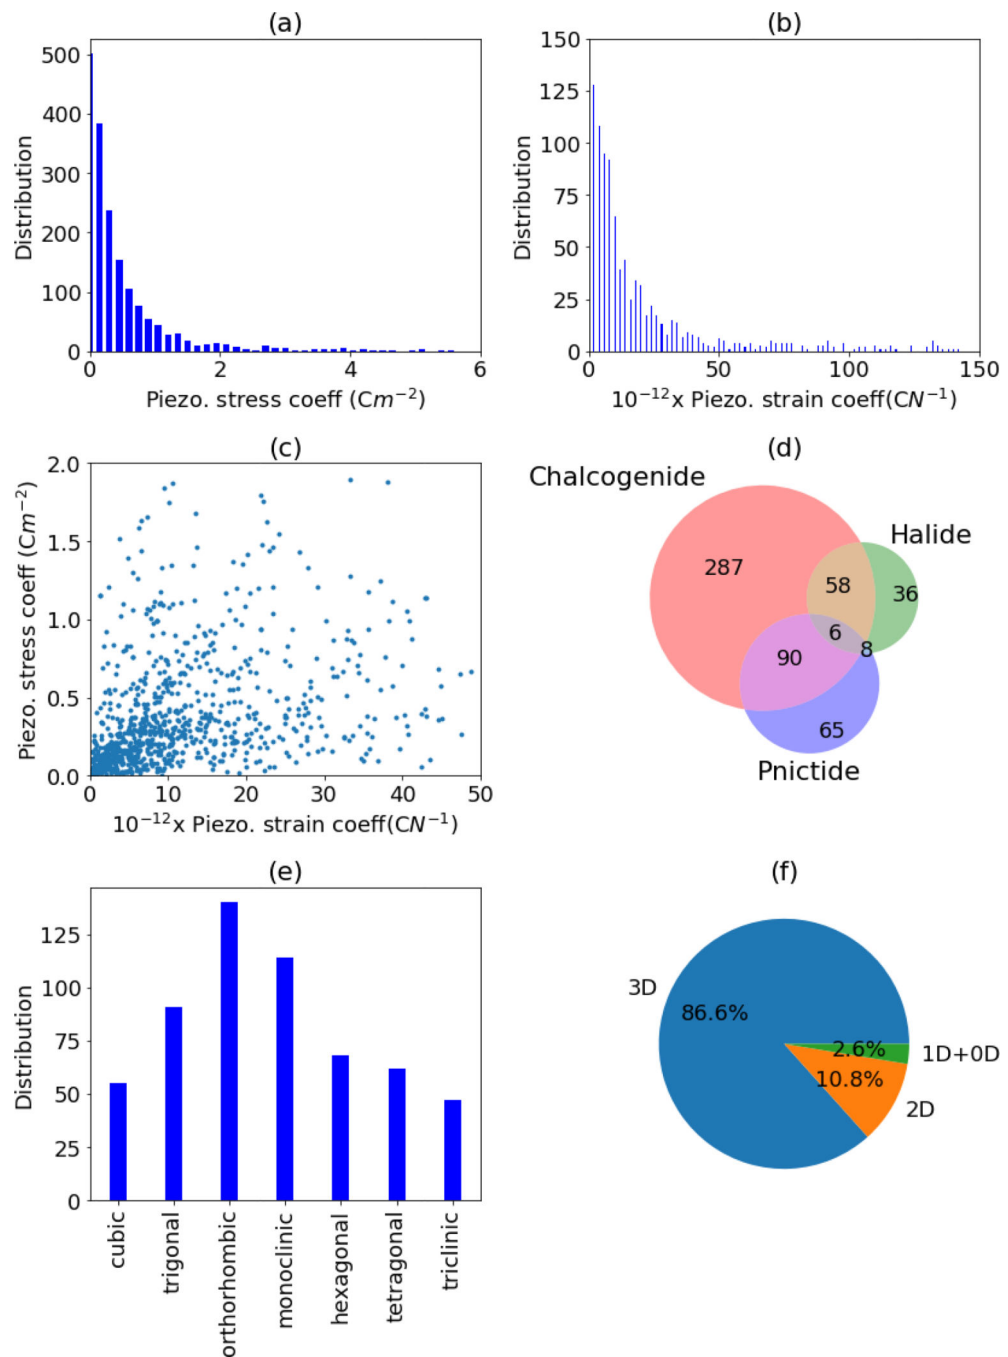 (a)
500
400
300
200
100
0
Distribution
0 2 4 6
Piezo. stress coeff (Cm⁻²)
(b)
150
125
100
75
50
25
0
Distribution
0 50 100 150
10⁻¹²x Piezo. strain coeff(CN⁻¹)
(c)
2.0
1.5
1.0
0.5
0.0
Piezo. stress coeff (Cm⁻²)
0 10 20 30 40 50
10⁻¹²x Piezo. strain coeff(CN⁻¹)
(d)
Chalcogenide
Halide
287
58
36
6
8
90
65
Pnictide
(e)
125
100
75
50
25
0
Distribution
cubic
trigonal
orthorhombic
monoclinic
hexagonal
tetragonal
triclinic
(f)
3D
86.6%
2.6%
1D+0D
10.8%
2D